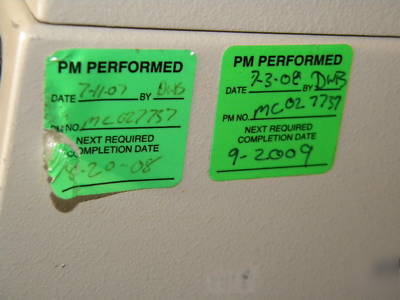 PM PERFORMED
DATE 7-11-07 BY DWB
PM NO. MC027757
NEXT REQUIRED
COMPLETION DATE
8-20-08
PM PERFORMED
DATE 7-3-08 BY DWB
PM NO. MC027757
NEXT REQUIRED
COMPLETION DATE
9-2009